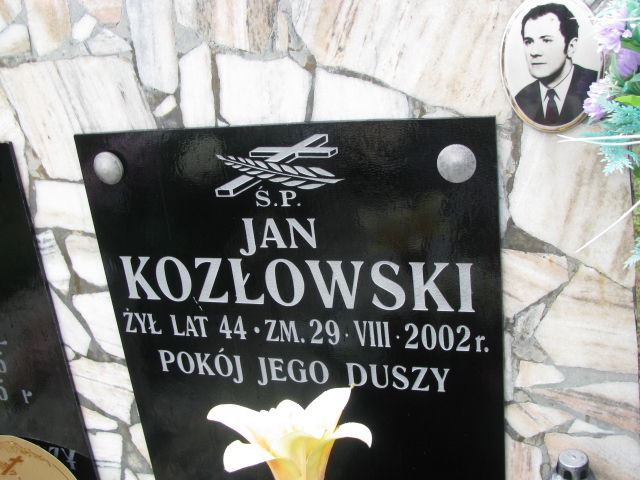 Ś.P.
JAN
KOZŁOWSKI
ŻYŁ LAT 44 · ZM. 29 · VIII · 2002 r.
POKÓJ JEGO DUSZY